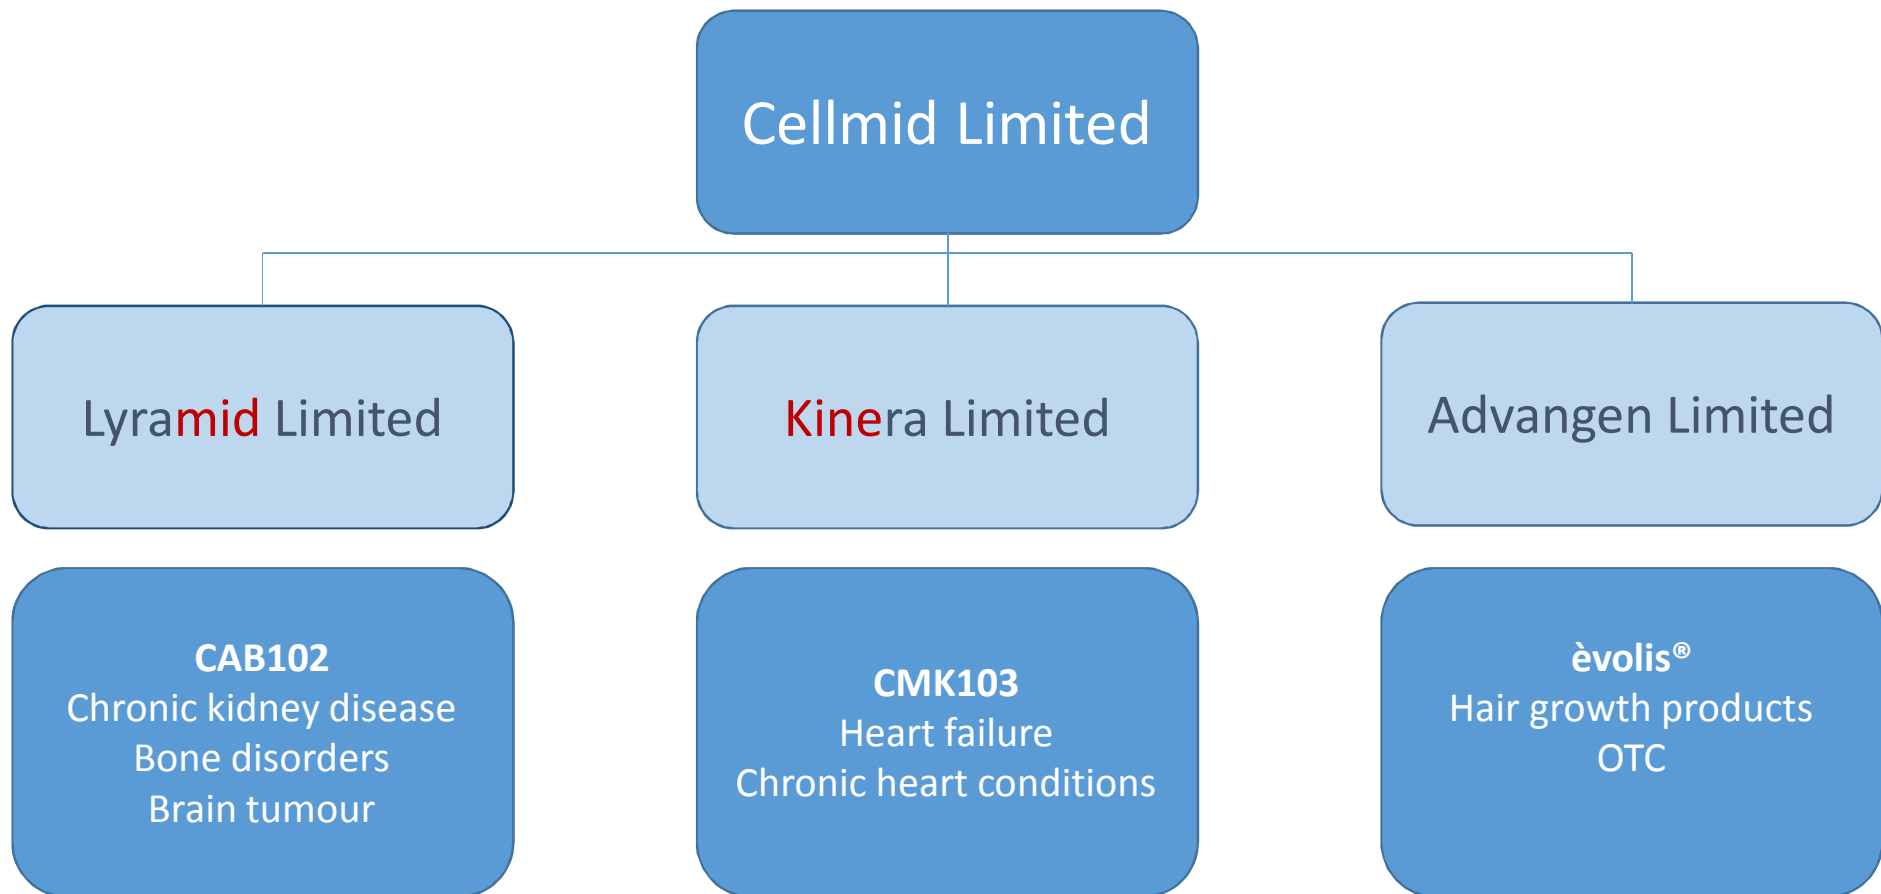 Cellmid Limited
Lyramid Limited
Kinera Limited
Advangen Limited
CAB102
Chronic kidney disease
Bone disorders
Brain tumour
CMK103
Heart failure
Chronic heart conditions
èvolis®
Hair growth products
OTC